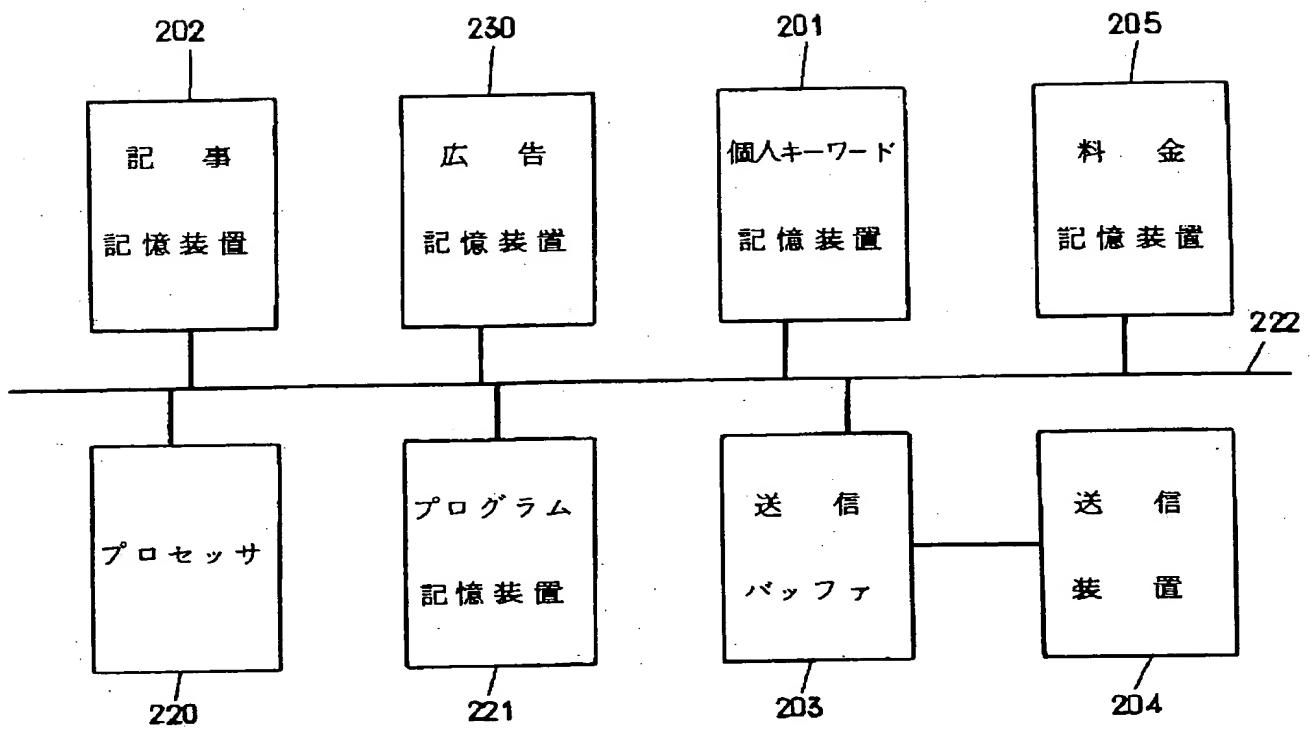 202
230
201
205
記事
記憶装置
広告
記憶装置
個人キーワード
記憶装置
料金
記憶装置
222
プロセッサ
プログラム
記憶装置
送信
バッファ
送信
装置
220
221
203
204